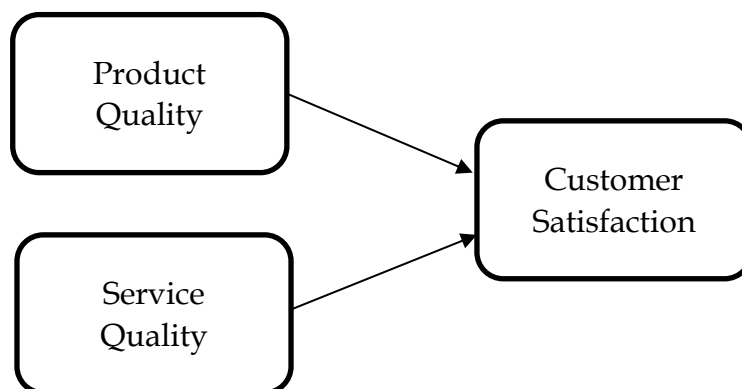 Product
Quality
Customer
Satisfaction
Service
Quality